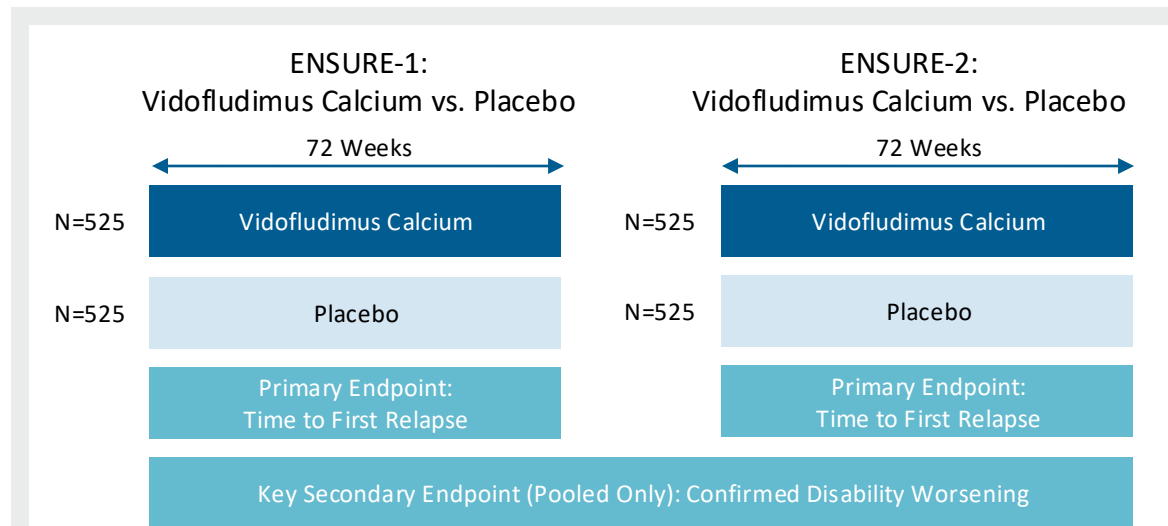 ENSURE-1:
Vidofludimus Calcium vs. Placebo
72 Weeks
N=525
Vidofludimus Calcium
N=525
Placebo
Primary Endpoint:
Time to First Relapse
ENSURE-2:
Vidofludimus Calcium vs. Placebo
72 Weeks
N=525
Vidofludimus Calcium
N=525
Placebo
Primary Endpoint:
Time to First Relapse
Key Secondary Endpoint (Pooled Only): Confirmed Disability Worsening